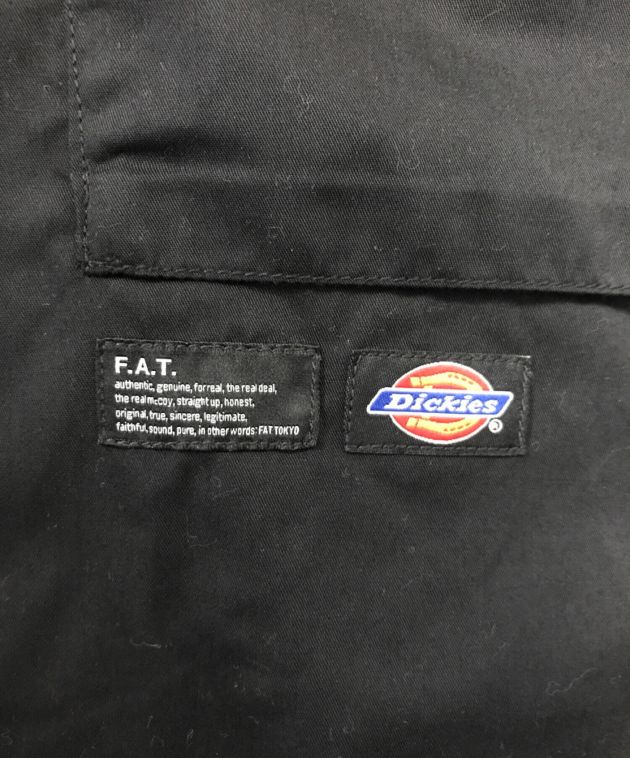 F.A.T.
authentic, genuine, forreal, the real deal,
the real mccoy, straight up, honest,
original, true, sincere, legitimate,
faithful, sound, pure, in other words: FAT TOKYO
Dickies
®